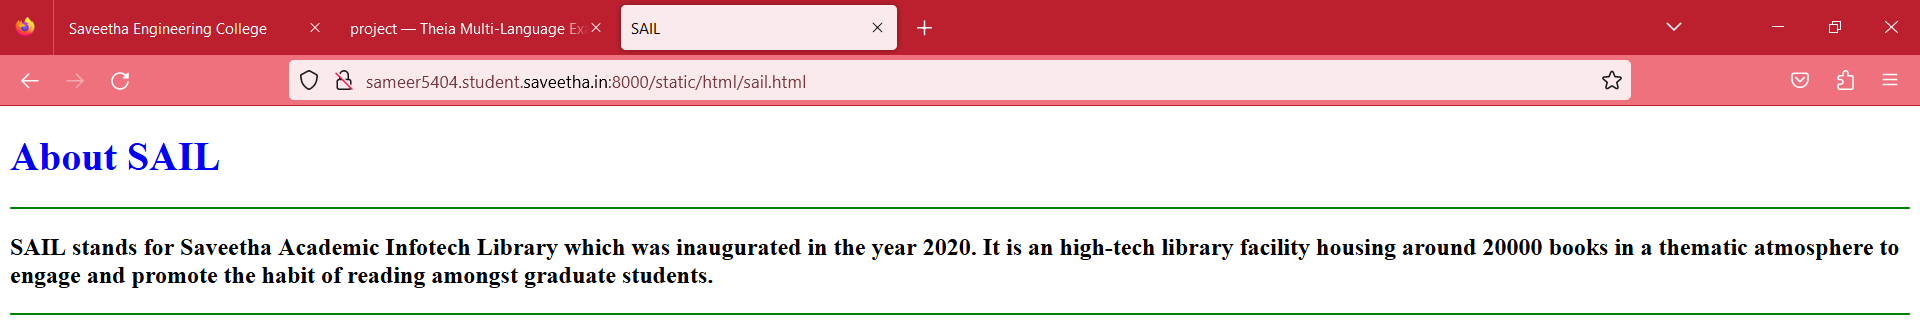 Saveetha Engineering College
project — Theia Multi-Language Exa
SAIL
sameer5404.student.saveetha.in:8000/static/html/sail.html
About SAIL
SAIL stands for Saveetha Academic Infotech Library which was inaugurated in the year 2020. It is an high-tech library facility housing around 20000 books in a thematic atmosphere to
engage and promote the habit of reading amongst graduate students.